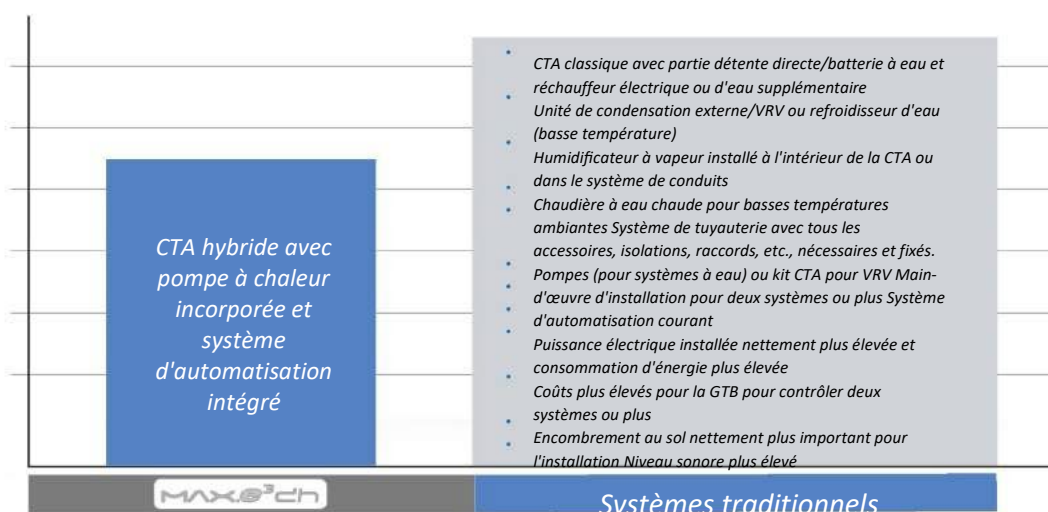 CTA classique avec partie détente directe/batterie à eau et
réchauffeur électrique ou d'eau supplémentaire
Unité de condensation externe/VRV ou refroidisseur d'eau
(basse température)
Humidificateur à vapeur installé à l'intérieur de la CTA ou
dans le système de conduits
Chaudière à eau chaude pour basses températures
ambiantes Système de tuyauterie avec tous les
accessoires, isolations, raccords, etc., nécessaires et fixés.
Pompes (pour systèmes à eau) ou kit CTA pour VRV Main-
d'œuvre d'installation pour deux systèmes ou plus Système
d'automatisation courant
Puissance électrique installée nettement plus élevée et
consommation d'énergie plus élevée
Coûts plus élevés pour la GTB pour contrôler deux
systèmes ou plus
Encombrement au sol nettement plus important pour
l'installation Niveau sonore plus élevé
CTA hybride avec
pompe à chaleur
incorporée et
système
d'automatisation
intégré
MAX.e³dh
Systèmes traditionnels